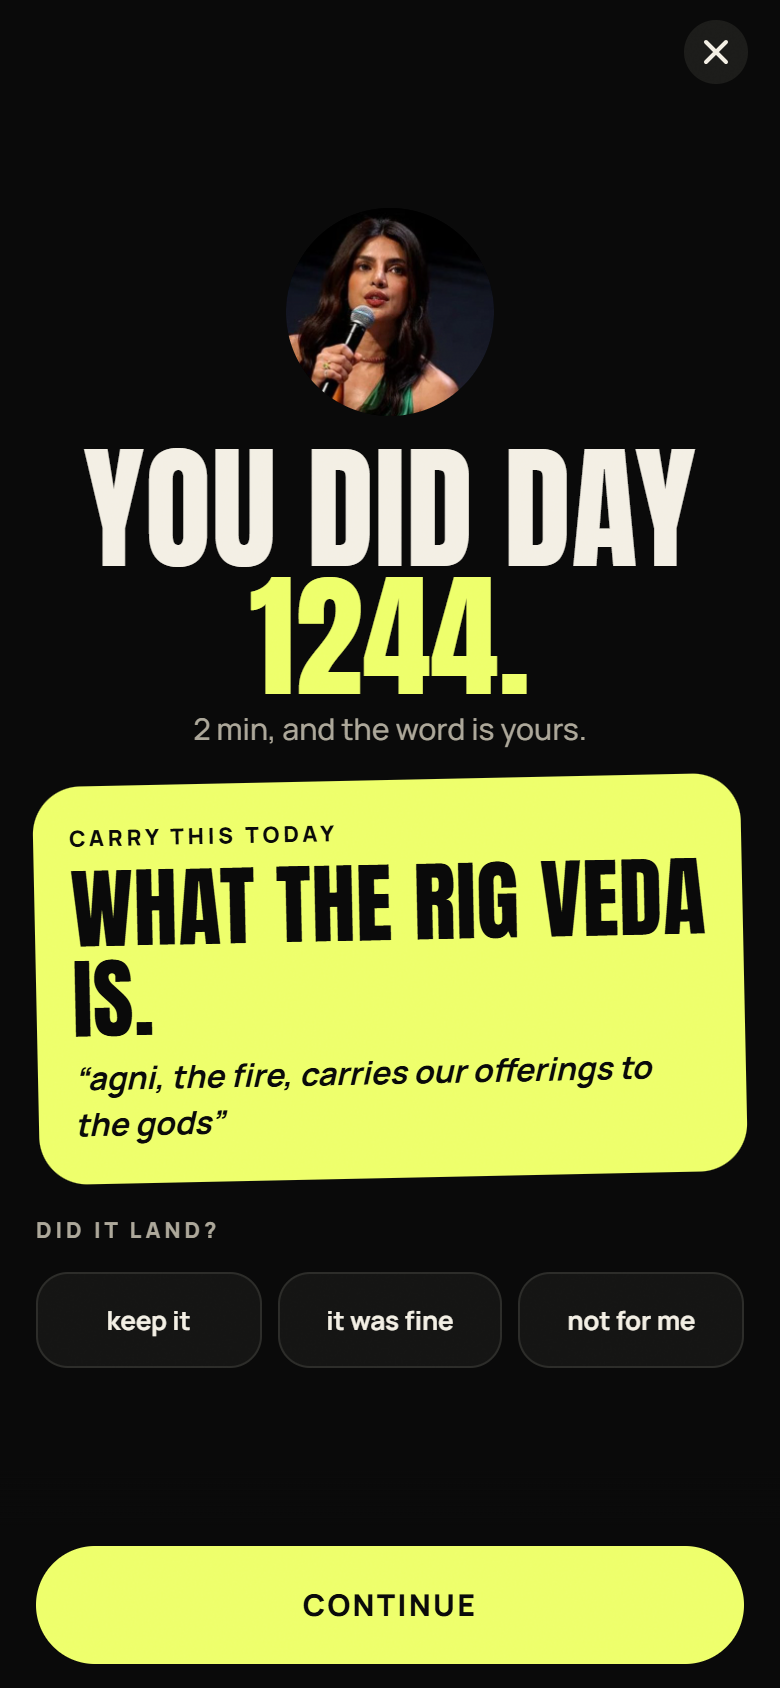 YOU DID DAY
1244.
2 min, and the word is yours.
CARRY THIS TODAY
WHAT THE RIG VEDA
IS.
“agni, the fire, carries our offerings to
the gods”
DID IT LAND?
keep it
it was fine
not for me
CONTINUE